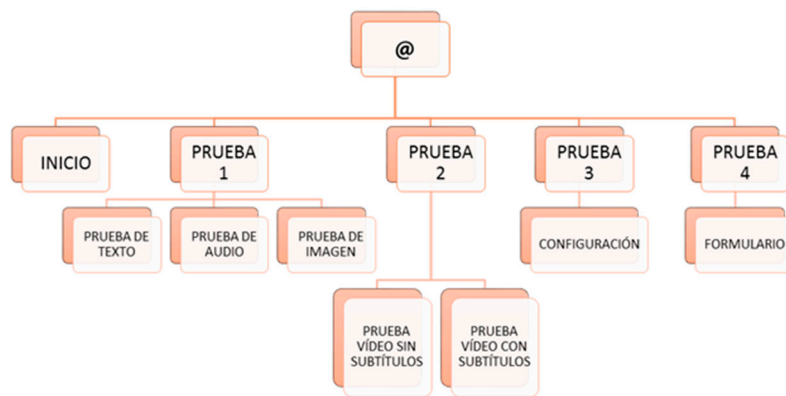 @
INICIO
PRUEBA
1
PRUEBA
2
PRUEBA
3
PRUEBA
4
PRUEBA DE
TEXTO
PRUEBA DE
AUDIO
PRUEBA DE
IMAGEN
CONFIGURACIÓN
FORMULARIO
PRUEBA
VÍDEO SIN
SUBTÍTULOS
PRUEBA
VÍDEO CON
SUBTÍTULOS